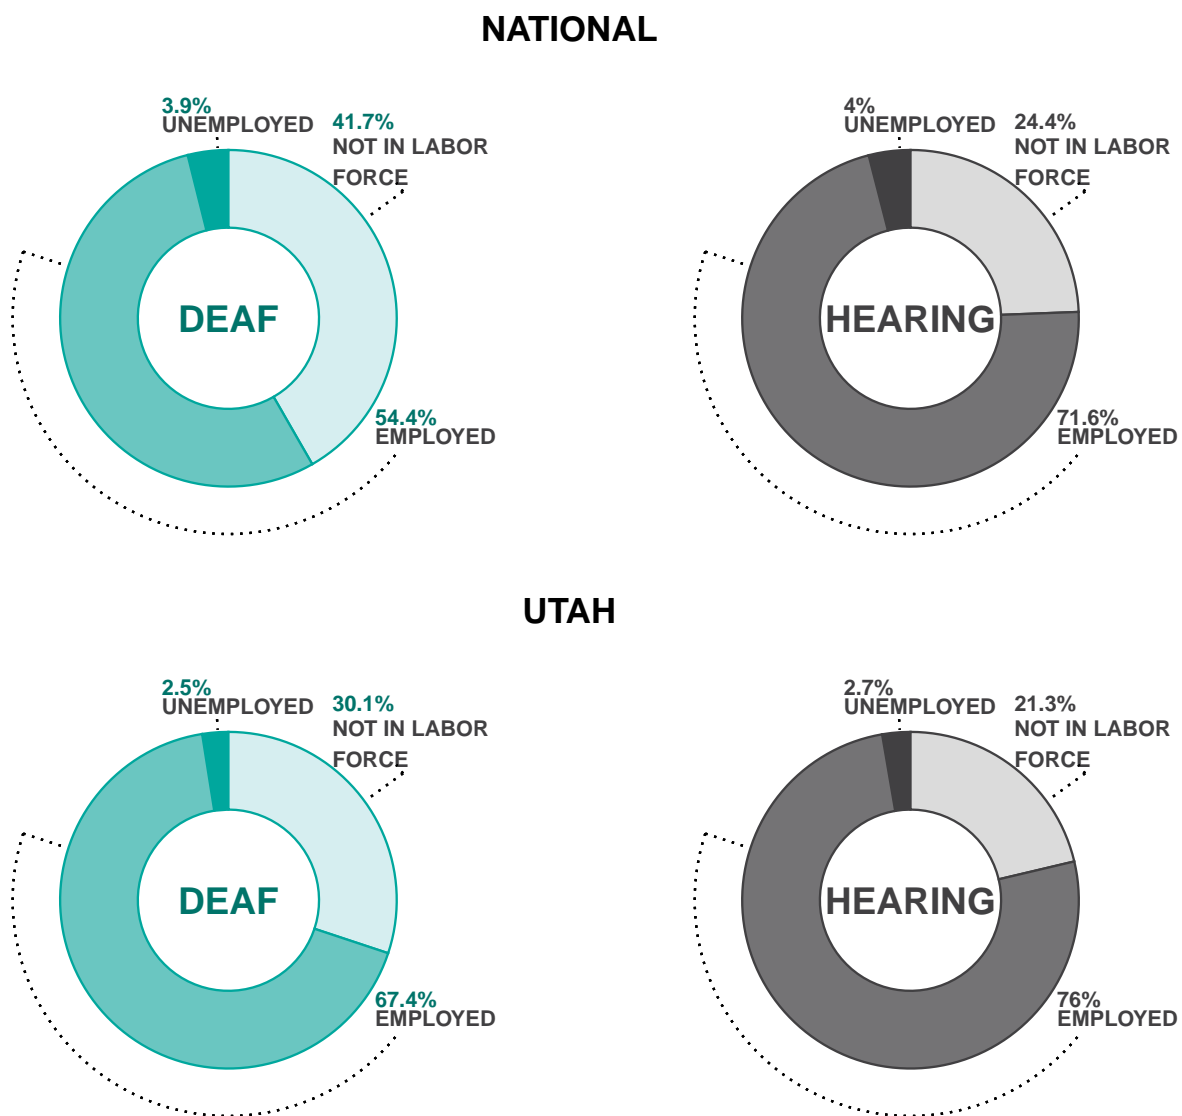 NATIONAL
3.9%
UNEMPLOYED
41.7%
NOT IN LABOR
FORCE
DEAF
54.4%
EMPLOYED
4%
UNEMPLOYED
24.4%
NOT IN LABOR
FORCE
HEARING
71.6%
EMPLOYED
UTAH
2.5%
UNEMPLOYED
30.1%
NOT IN LABOR
FORCE
DEAF
67.4%
EMPLOYED
2.7%
UNEMPLOYED
21.3%
NOT IN LABOR
FORCE
HEARING
76%
EMPLOYED